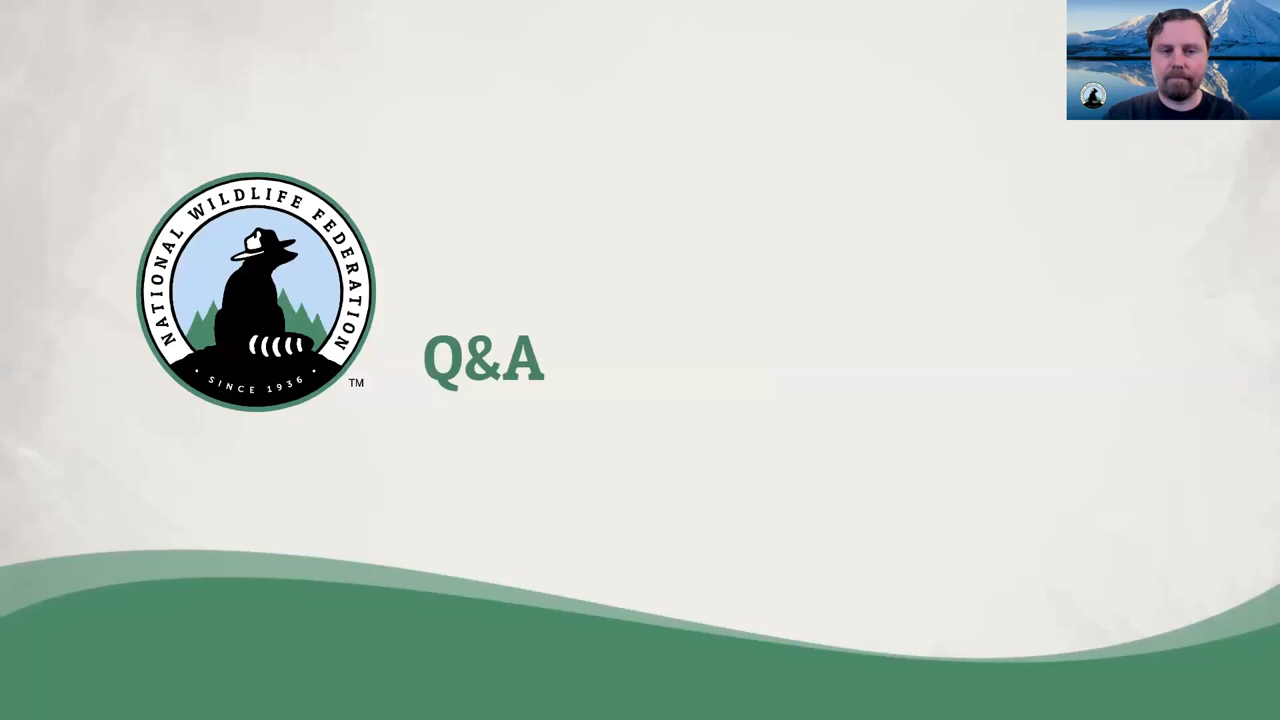 NATIONAL WILDLIFE FEDERATION
• SINCE 1936 •
TM
Q&A